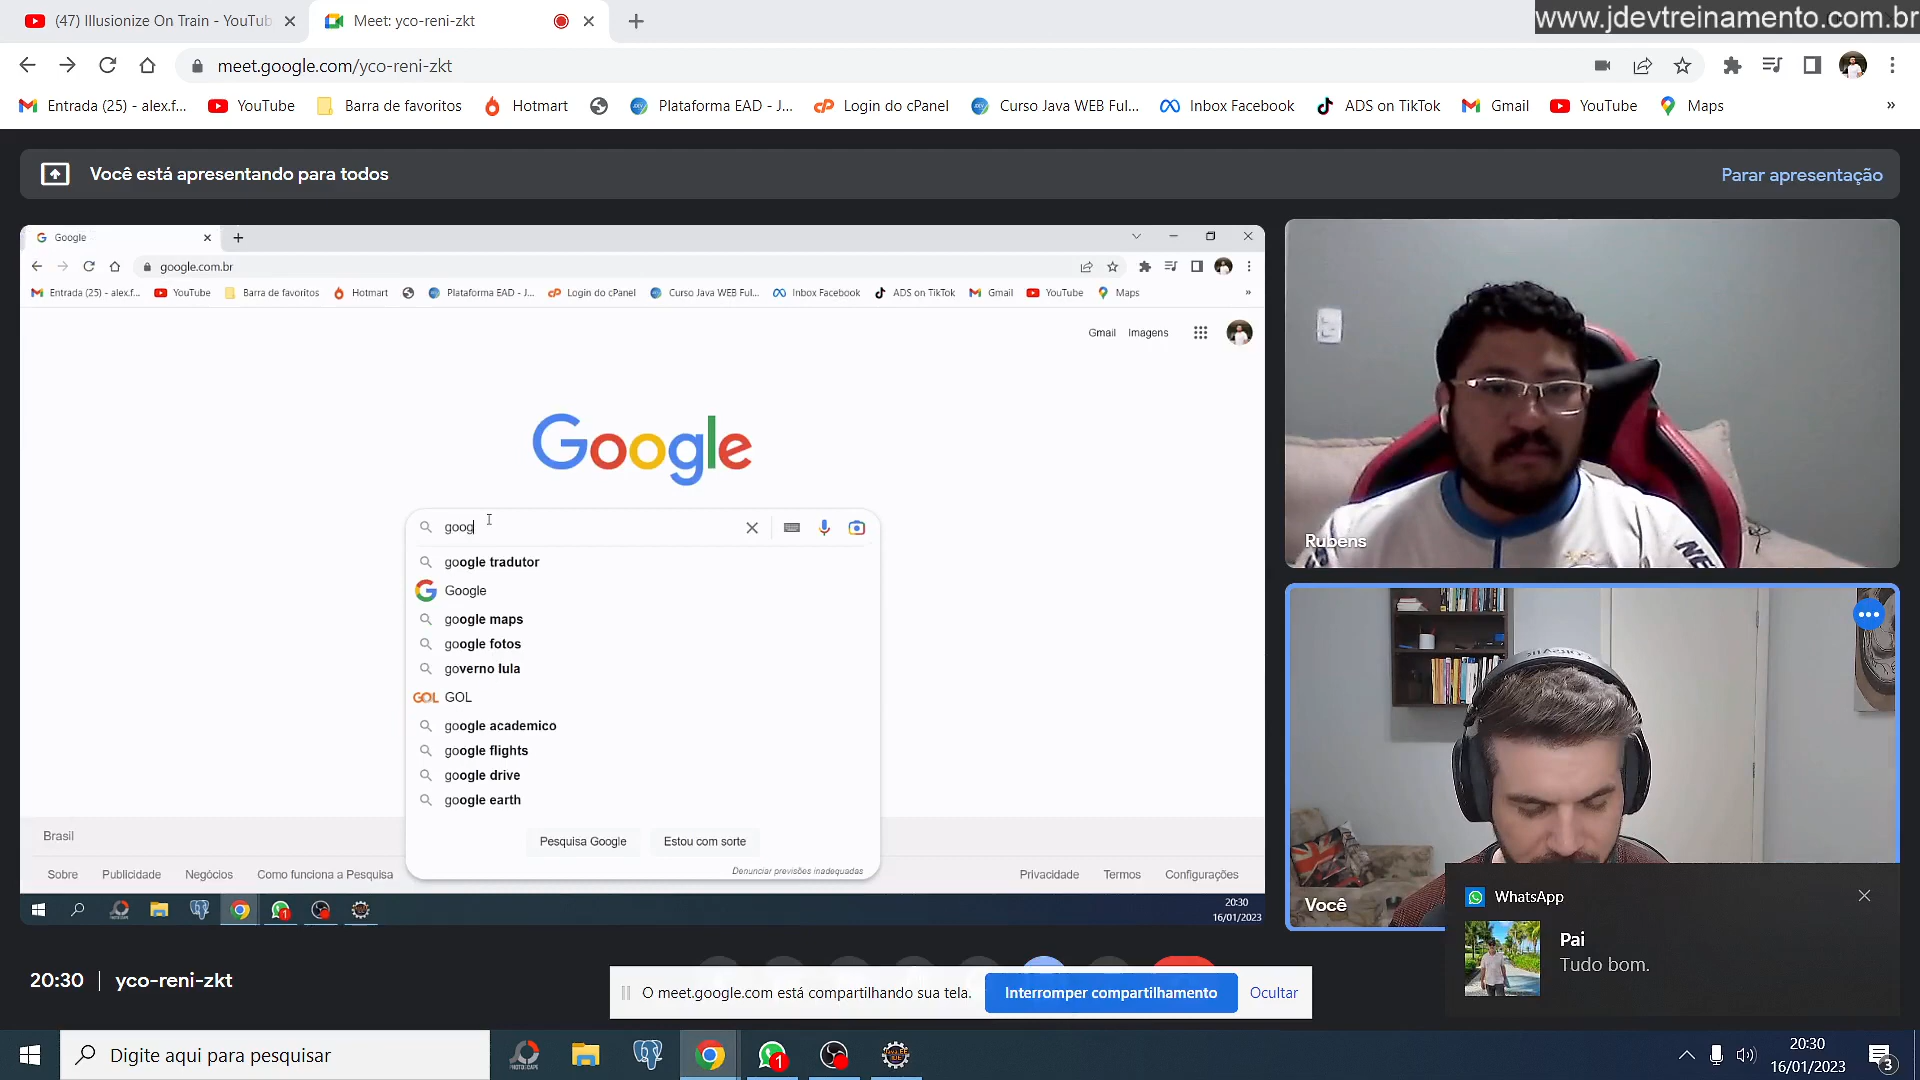 (47) Illusionize On Train - YouTub
Meet: yco-reni-zkt
www.jdevtreinamento.com.br
meet.google.com/yco-reni-zkt
Entrada (25) - alex.f...
YouTube
Barra de favoritos
Hotmart
Plataforma EAD - J...
Login do cPanel
Curso Java WEB Ful...
Inbox Facebook
ADS on TikTok
Gmail
YouTube
Maps
»
Você está apresentando para todos
Parar apresentação
Google
google.com.br
Entrada (25) - alex.f...
YouTube
Barra de favoritos
Hotmart
Plataforma EAD - J...
Login do cPanel
Curso Java WEB Ful...
Inbox Facebook
ADS on TikTok
Gmail
YouTube
Maps
»
Gmail
Imagens
Google
goog
google tradutor
Google
google maps
google fotos
governo lula
GOL GOL
google academico
google flights
google drive
google earth
Pesquisa Google
Estou com sorte
Denunciar previsões inadequadas
Brasil
Sobre
Publicidade
Negócios
Como funciona a Pesquisa
Privacidade
Termos
Configurações
1
20:30
16/01/2023
Rubens
NE
CORSAIR
Você
WhatsApp
Pai
Tudo bom.
20:30 | yco-reni-zkt
O meet.google.com está compartilhando sua tela.
Interromper compartilhamento
Ocultar
Digite aqui para pesquisar
PHOTOSCAPE
1
20:30
16/01/2023
3